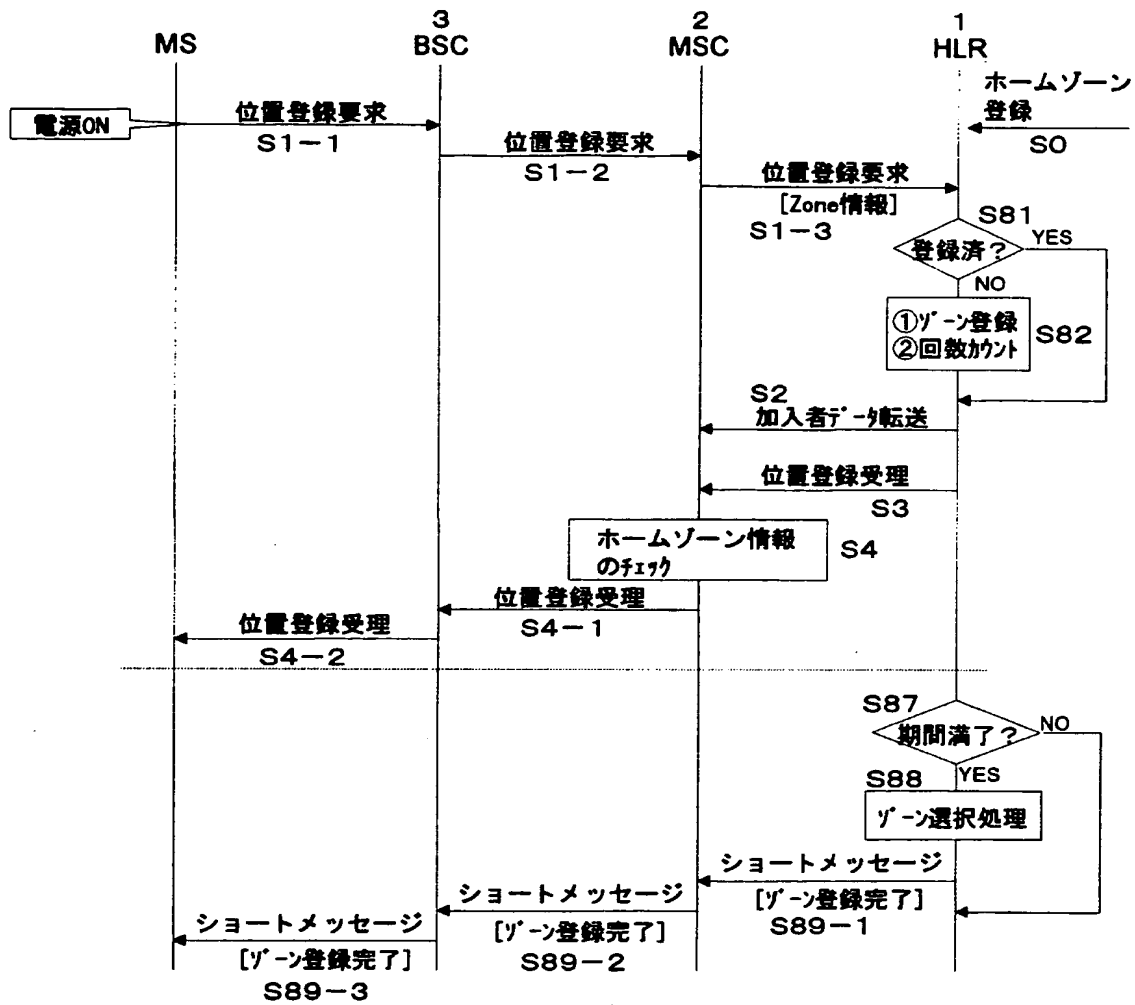 3
2
1
MS
BSC
MSC
HLR
ホームゾーン
登録
S0
電源ON
位置登録要求
S1-1
位置登録要求
S1-2
位置登録要求
[Zone情報]
S1-3
S81
登録済？
YES
NO
①ｿﾞｰﾝ登録
②回数ｶｳﾝﾄ
S82
S2
加入者ﾃﾞｰﾀ転送
位置登録受理
S3
ホームゾーン情報
のﾁｪｯｸ
S4
位置登録受理
S4-1
位置登録受理
S4-2
S87
期間満了？
NO
YES
S88
ｿﾞｰﾝ選択処理
ショートメッセージ
[ｿﾞｰﾝ登録完了]
S89-1
ショートメッセージ
[ｿﾞｰﾝ登録完了]
S89-2
ショートメッセージ
[ｿﾞｰﾝ登録完了]
S89-3